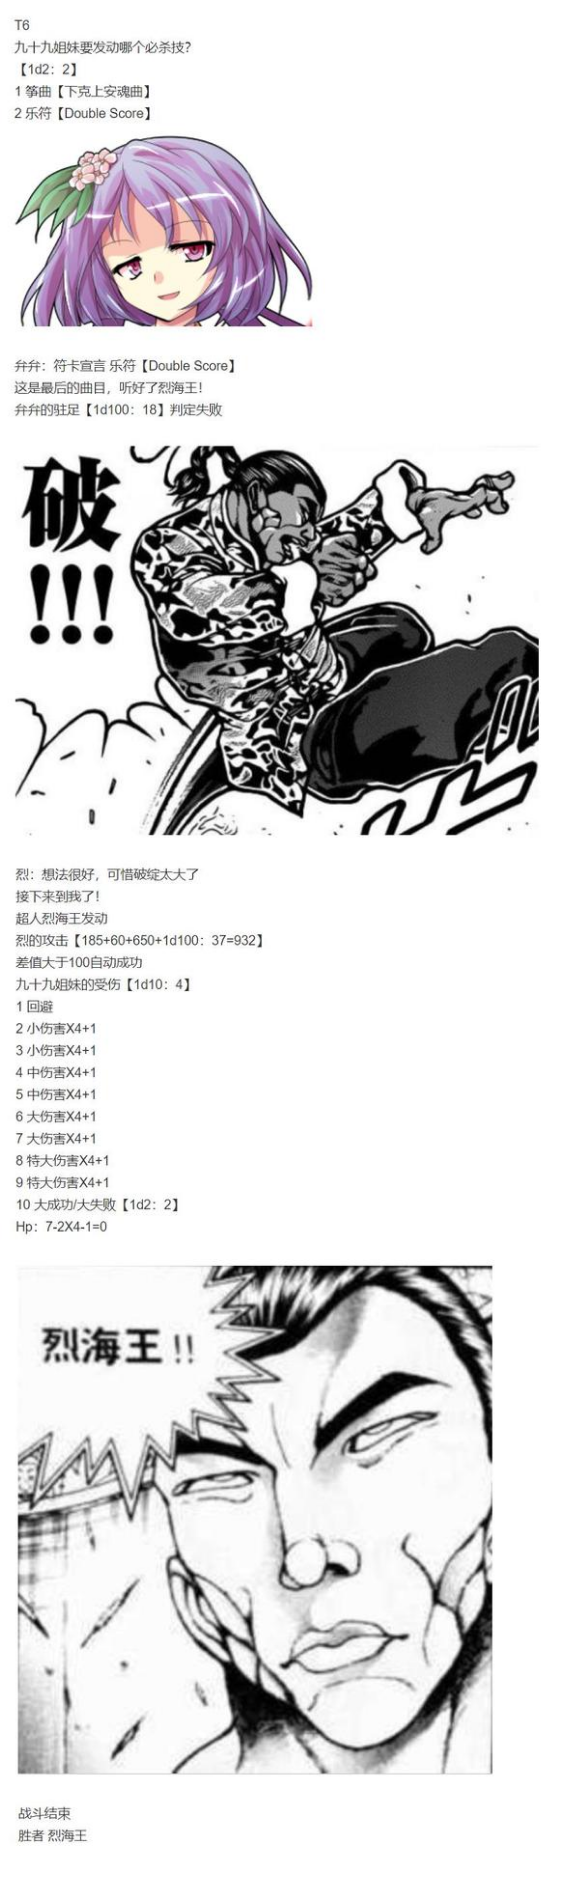 T6
九十九姐妹要发动哪个必杀技？
【1d2：2】
1 筝曲【下克上安魂曲】
2 乐符【Double Score】
弁弁：符卡宣言 乐符【Double Score】
这是最后的曲目，听好了烈海王！
弁弁的驻足【1d100：18】判定失败
破
!!!
烈：想法很好，可惜破绽太大了
接下来到我了！
超人烈海王发动
烈的攻击【185+60+650+1d100：37=932】
差值大于100自动成功
九十九姐妹的受伤【1d10：4】
1 回避
2 小伤害X4+1
3 小伤害X4+1
4 中伤害X4+1
5 中伤害X4+1
6 大伤害X4+1
7 大伤害X4+1
8 特大伤害X4+1
9 特大伤害X4+1
10 大成功/大失败【1d2：2】
Hp：7-2X4-1=0
烈海王!!
战斗结束
胜者 烈海王